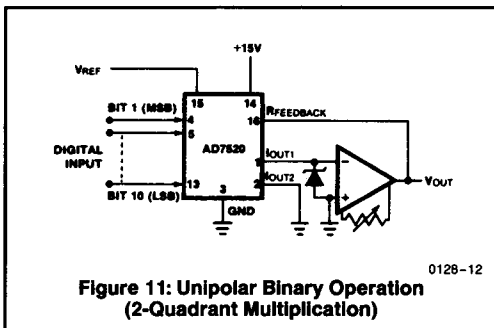 +15V
VREF
15
14
BIT 1 (MSB)
4
16
RFEEDBACK
5
DIGITAL
INPUT
AD7520
1
IOUT1
IOUT2
2
VOUT
13
BIT 10 (LSB)
3
GND
0128-12
Figure 11: Unipolar Binary Operation
(2-Quadrant Multiplication)